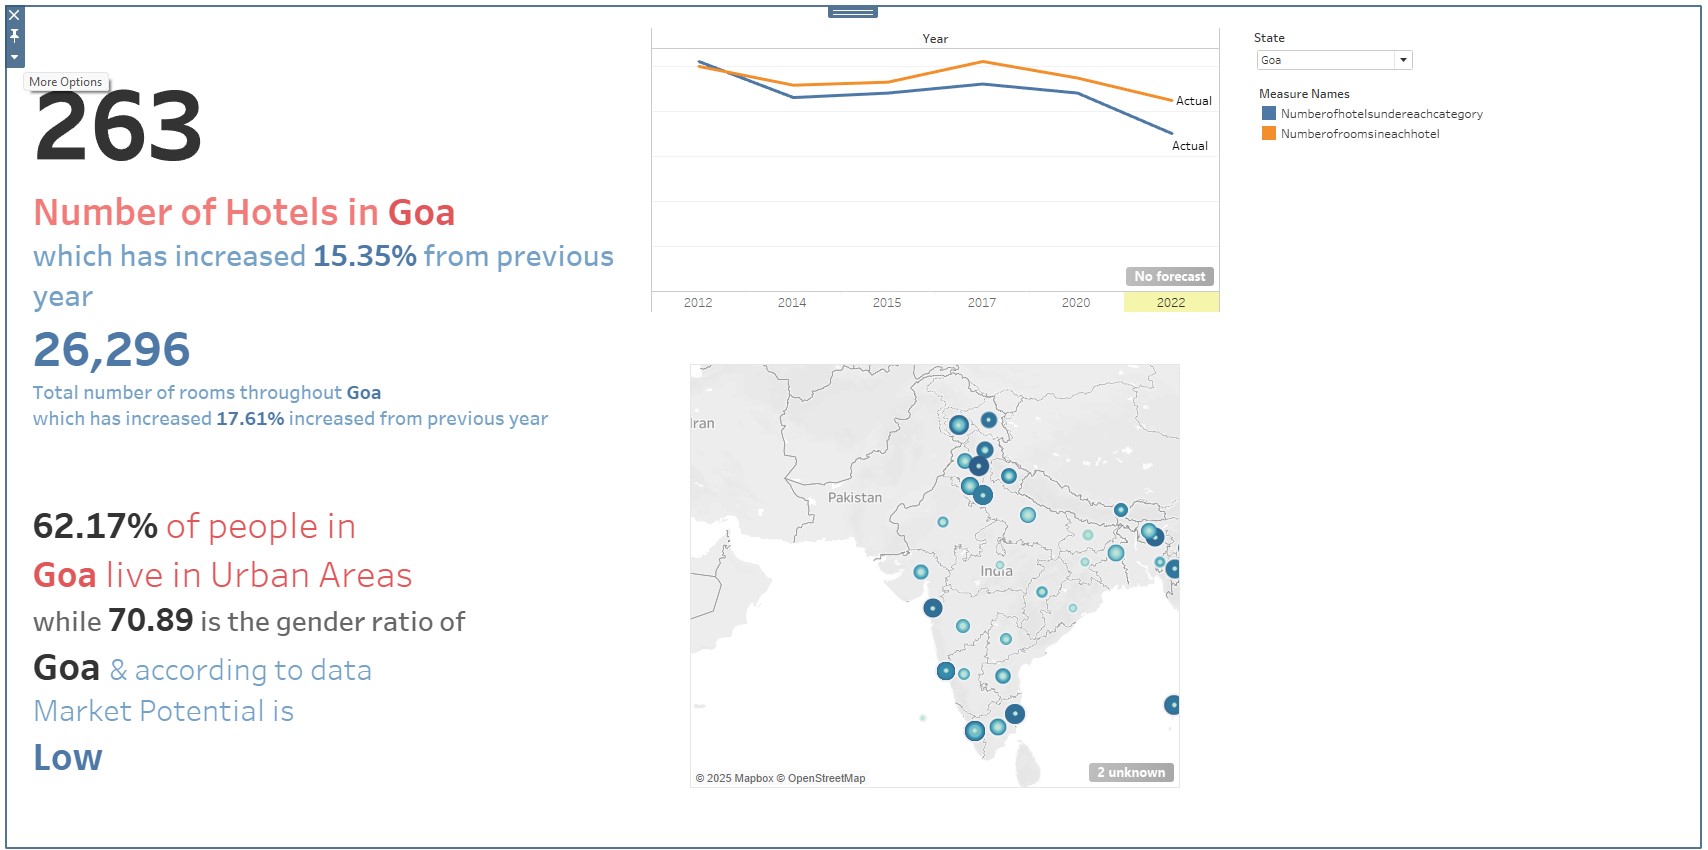 More Options
263
Number of Hotels in Goa
which has increased 15.35% from previous
year
26,296
Total number of rooms throughout Goa
which has increased 17.61% increased from previous year
62.17% of people in
Goa live in Urban Areas
while 70.89 is the gender ratio of
Goa & according to data
Market Potential is
Low
Year
Actual
Actual
No forecast
2012 2014 2015 2017 2020 2022
State
Goa
Measure Names
Numberofhotelsundereachcategory
Numberofroomsineachhotel
Iran
Pakistan
India
© 2025 Mapbox © OpenStreetMap
2 unknown